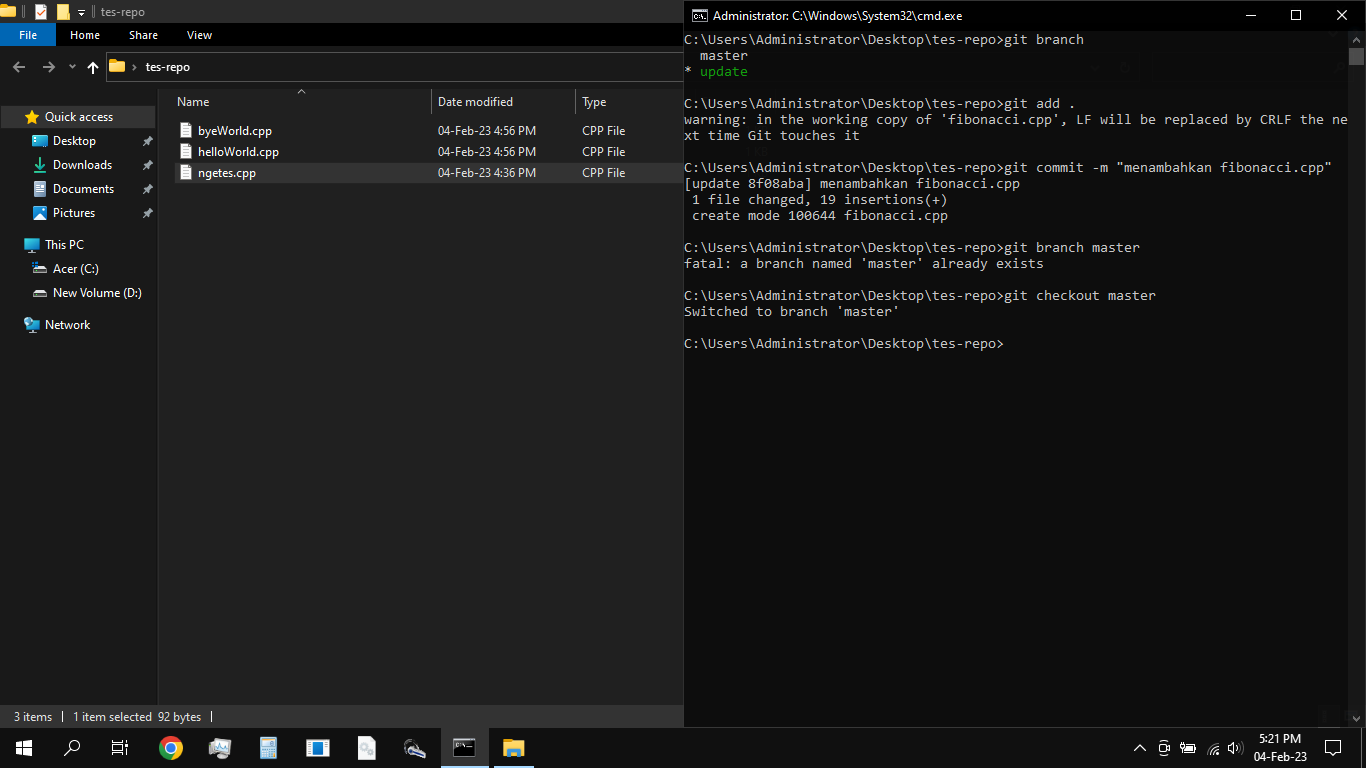 tes-repo
File Home Share View
tes-repo
Name Date modified Type
byeWorld.cpp 04-Feb-23 4:56 PM CPP File
helloWorld.cpp 04-Feb-23 4:56 PM CPP File
ngetes.cpp 04-Feb-23 4:36 PM CPP File
Quick access
Desktop
Downloads
Documents
Pictures
This PC
Acer (C:)
New Volume (D:)
Network
3 items 1 item selected 92 bytes
Administrator: C:\Windows\System32\cmd.exe
C:\Users\Administrator\Desktop\tes-repo>git branch
master
* update
C:\Users\Administrator\Desktop\tes-repo>git add .
warning: in the working copy of 'fibonacci.cpp', LF will be replaced by CRLF the ne
xt time Git touches it
C:\Users\Administrator\Desktop\tes-repo>git commit -m "menambahkan fibonacci.cpp"
[update 8f08aba] menambahkan fibonacci.cpp
1 file changed, 19 insertions(+)
create mode 100644 fibonacci.cpp
C:\Users\Administrator\Desktop\tes-repo>git branch master
fatal: a branch named 'master' already exists
C:\Users\Administrator\Desktop\tes-repo>git checkout master
Switched to branch 'master'
C:\Users\Administrator\Desktop\tes-repo>
5:21 PM
04-Feb-23